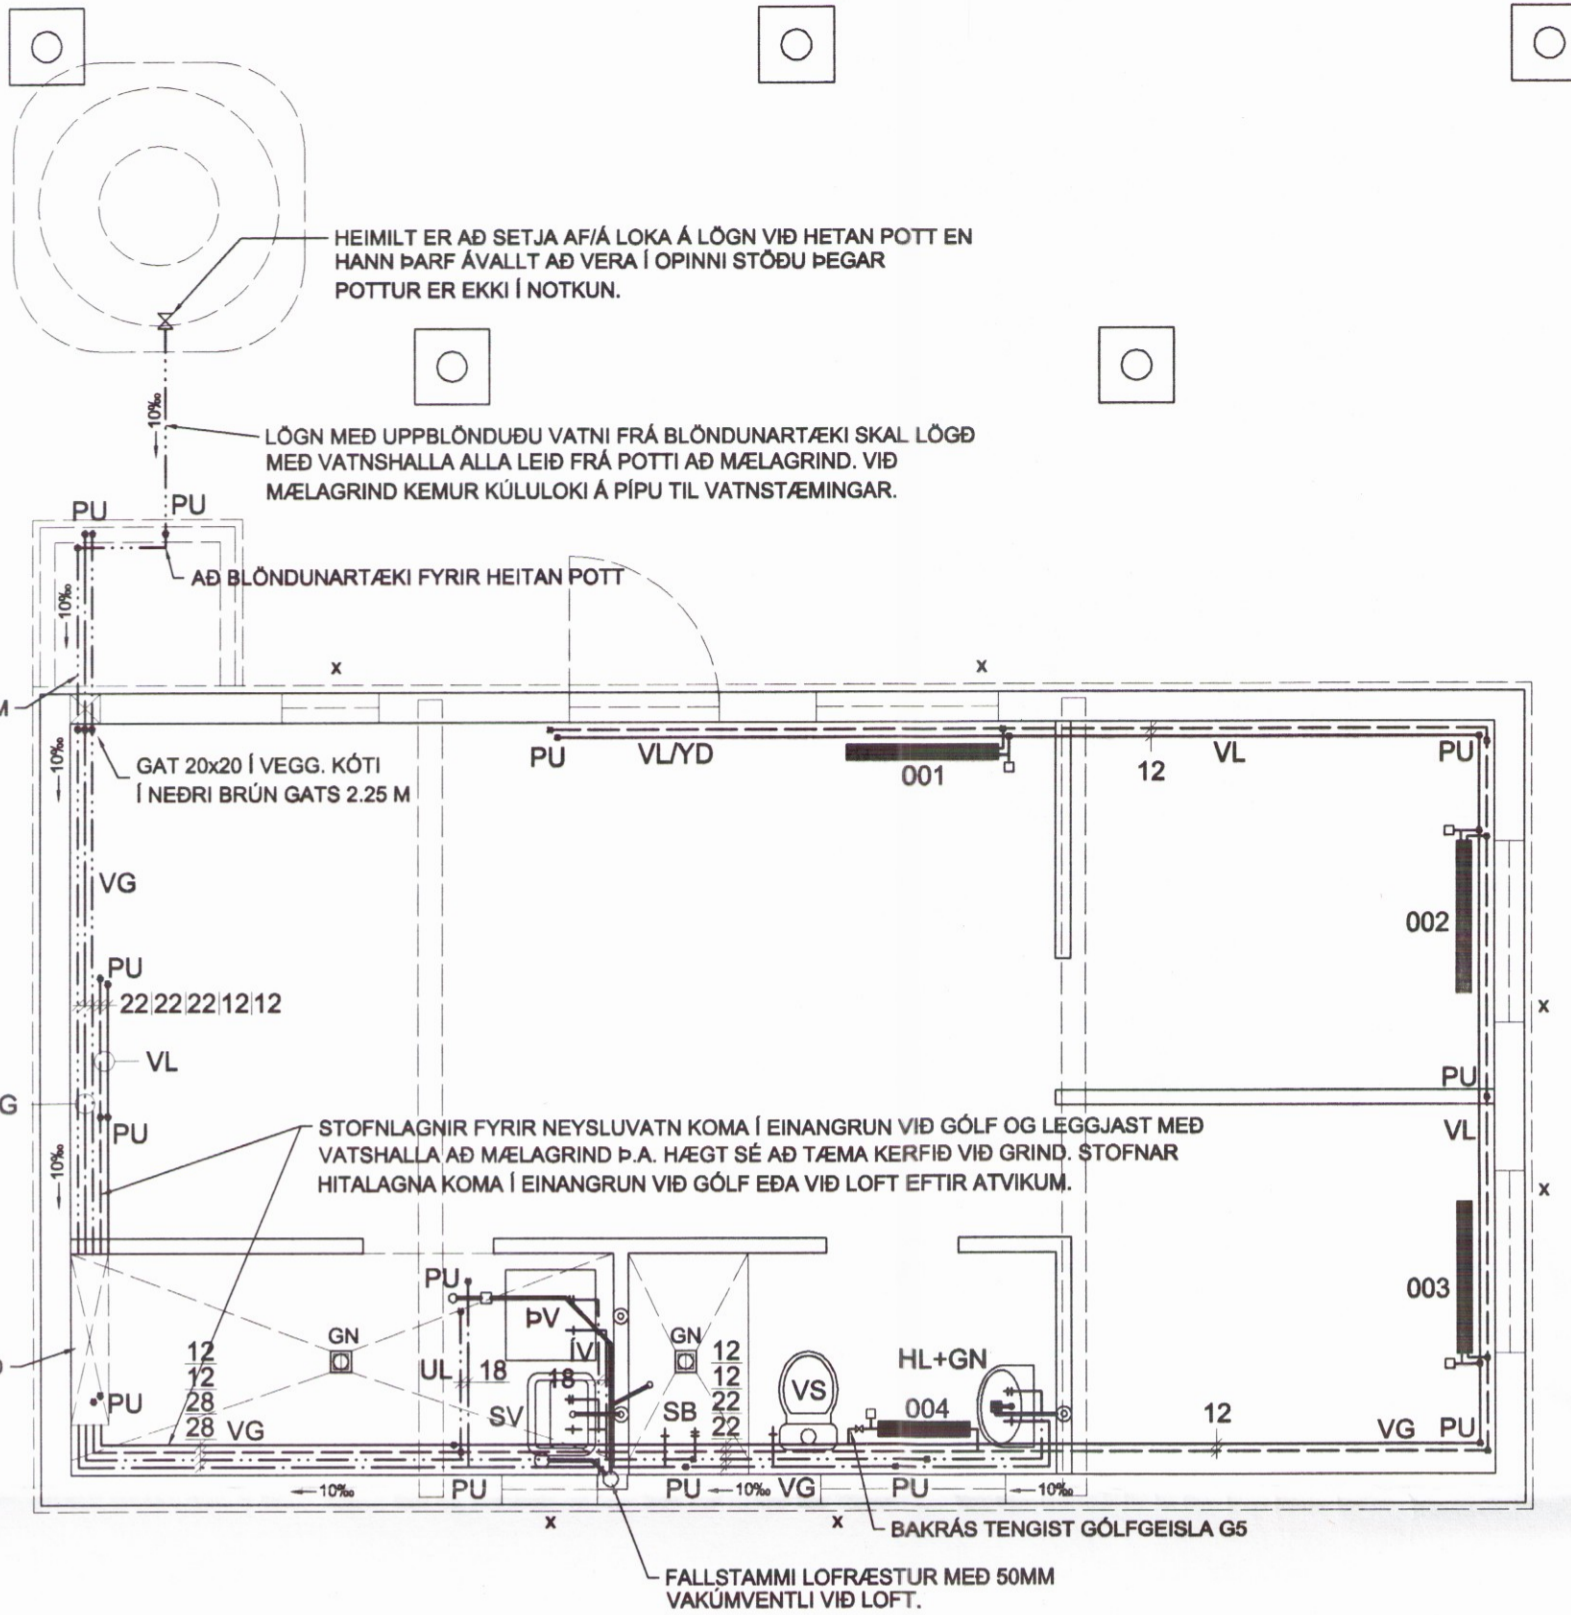 HEIMILT ER AÐ SETJA AF/Á LOKA Á LÖGN VIÐ HETAN POTT EN
HANN ÞARF ÁVALLT AÐ VERA Í OPINNI STÖÐU ÞEGAR
POTTUR ER EKKI Í NOTKUN.
10‰
LÖGN MEÐ UPPBLÖNDUÐU VATNI FRÁ BLÖNDUNARTÆKI SKAL LÖGÐ
MEÐ VATNSHALLA ALLA LEIÐ FRÁ POTTI AÐ MÆLAGRIND. VIÐ
MÆLAGRIND KEMUR KÚLULOKI Á PÍPU TIL VATNSTÆMINGAR.
PU PU
AÐ BLÖNDUNARTÆKI FYRIR HEITAN POTT
10‰
x x
M
10‰
GAT 20x20 Í VEGG. KÓTI
Í NEÐRI BRÚN GATS 2.25 M
PU VL/YD 001 12 VL PU
VG
002
PU
22|22|22|12|12
x
VL
G
PU
PU
VL
10‰
STOFNLAGNIR FYRIR NEYSLUVATN KOMA Í EINANGRUN VIÐ GÓLF OG LEGGJAST MEÐ
VATSHALLA AÐ MÆLAGRIND Þ.A. HÆGT SÉ AÐ TÆMA KERFIÐ VIÐ GRIND. STOFNAR
HITALAGNA KOMA Í EINANGRUN VIÐ GÓLF EÐA VIÐ LOFT EFTIR ATVIKUM.
x
PU
ÞV
003
GN
ÍV
GN
12
12
28
28
UL 18 18
12
12
22
22
HL+GN
VS
PU
SV
SB
004
12
VG
VG PU
10‰ PU PU 10‰ VG PU 10‰
x x
BAKRÁS TENGIST GÓLFGEISLA G5
FALLSTAMMI LOFRÆSTUR MEÐ 50MM
VAKÚMVENTLI VIÐ LOFT.